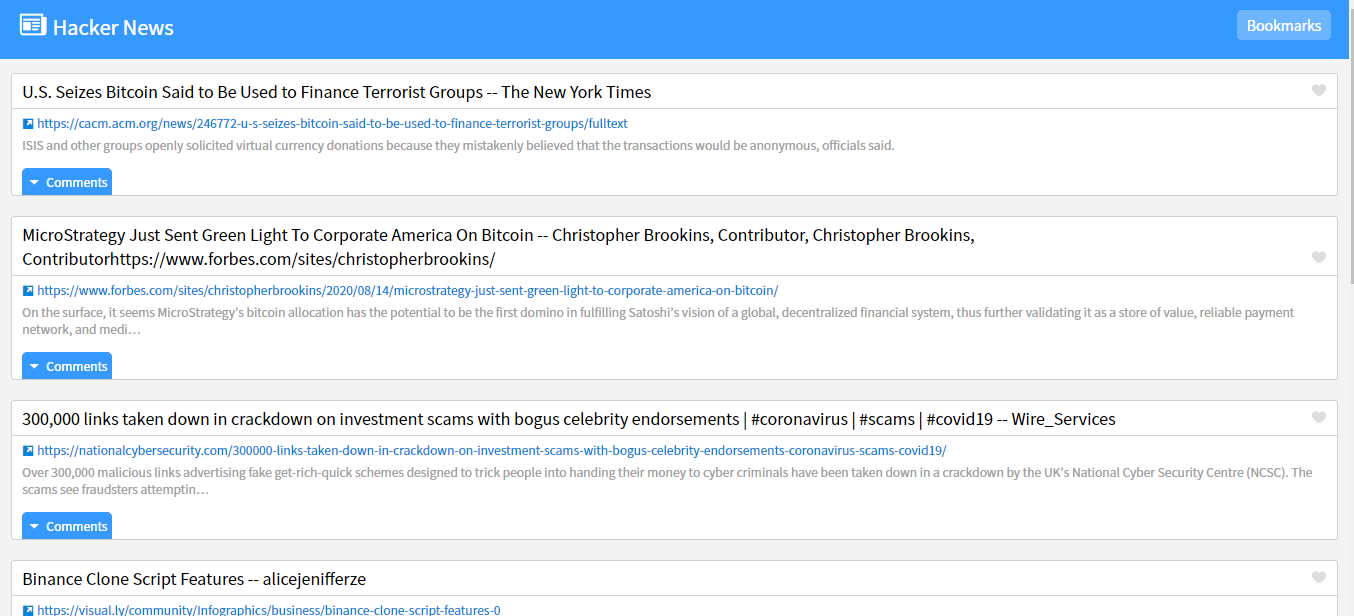 Hacker News
Bookmarks
U.S. Seizes Bitcoin Said to Be Used to Finance Terrorist Groups -- The New York Times
https://cacm.acm.org/news/246772-u-s-seizes-bitcoin-said-to-be-used-to-finance-terrorist-groups/fulltext
ISIS and other groups openly solicited virtual currency donations because they mistakenly believed that the transactions would be anonymous, officials said.
Comments
MicroStrategy Just Sent Green Light To Corporate America On Bitcoin -- Christopher Brookins, Contributor, Christopher Brookins,
Contributorhttps://www.forbes.com/sites/christopherbrookins/
https://www.forbes.com/sites/christopherbrookins/2020/08/14/microstrategy-just-sent-green-light-to-corporate-america-on-bitcoin/
On the surface, it seems MicroStrategy's bitcoin allocation has the potential to be the first domino in fulfilling Satoshi's vision of a global, decentralized financial system, thus further validating it as a store of value, reliable payment
network, and medi…
Comments
300,000 links taken down in crackdown on investment scams with bogus celebrity endorsements | #coronavirus | #scams | #covid19 -- Wire_Services
https://nationalcybersecurity.com/300000-links-taken-down-in-crackdown-on-investment-scams-with-bogus-celebrity-endorsements-coronavirus-scams-covid19/
Over 300,000 malicious links advertising fake get-rich-quick schemes designed to trick people into handing their money to cyber criminals have been taken down in a crackdown by the UK's National Cyber Security Centre (NCSC). The
scams see fraudsters attemptin…
Comments
Binance Clone Script Features -- alicejenifferze
https://visual.ly/community/Infographics/business/binance-clone-script-features-0